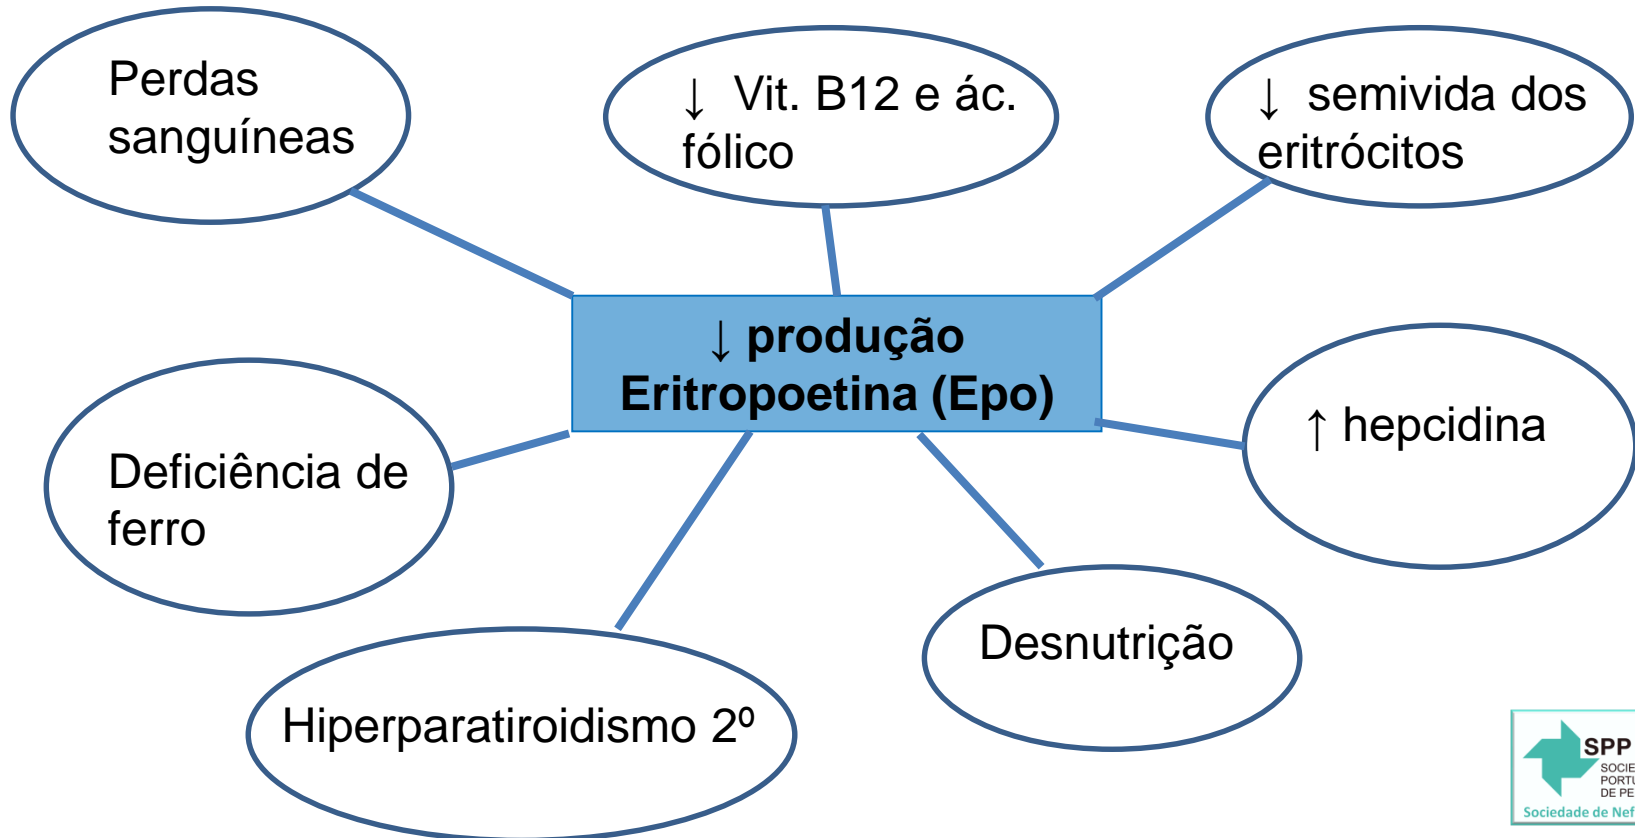 Perdas
sanguíneas
↓ Vit. B12 e ác.
fólico
↓ semivida dos
eritrócitos
↓ produção
Eritropoetina (Epo)
Deficiência de
ferro
↑ hepcidina
Hiperparatiroidismo 2º
Desnutrição
SPP
Sociedade de